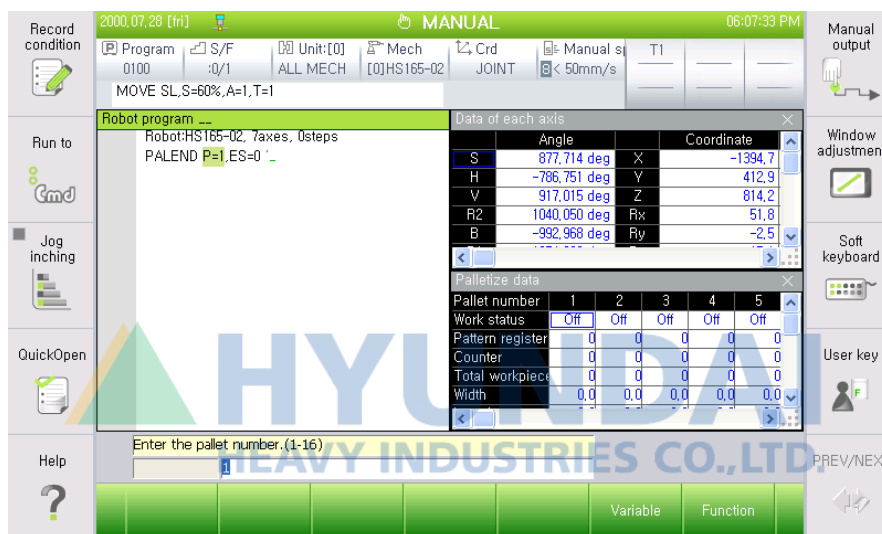 Record condition
Run to
Cmd
Jog inching
QuickOpen
Help
2000,07,28 [fri]
MANUAL
06:07:33 PM
P Program
0100
S/F
:0/1
Unit:[0]
ALL MECH
Mech
[0]HS165-02
Crd
JOINT
Manual s
8< 50mm/s
T1
MOVE SL,S=60%,A=1,T=1
Robot program __
Robot:HS165-02, 7axes, 0steps
PALEND P=1,ES=0 '_
Data of each axis
Angle Coordinate
S 877,714 deg X -1394,7
H -786,751 deg Y 412,9
V 917,015 deg Z 814,2
R2 1040,050 deg Rx 51,8
B -992,968 deg Ry -2,5
Palletize data
Pallet number 1 2 3 4 5
Work status Off Off Off Off Off
Pattern register 0 0 0 0 0
Counter 0 0 0 0 0
Total workpiece 0 0 0 0 0
Width 0,0 0,0 0,0 0,0 0,0
HYUNDAI
HEAVY INDUSTRIES CO.,LTD.
Enter the pallet number.(1-16)
1
Variable
Function
Manual output
Window adjustmen
Soft keyboard
User key
F
PREV/NEX